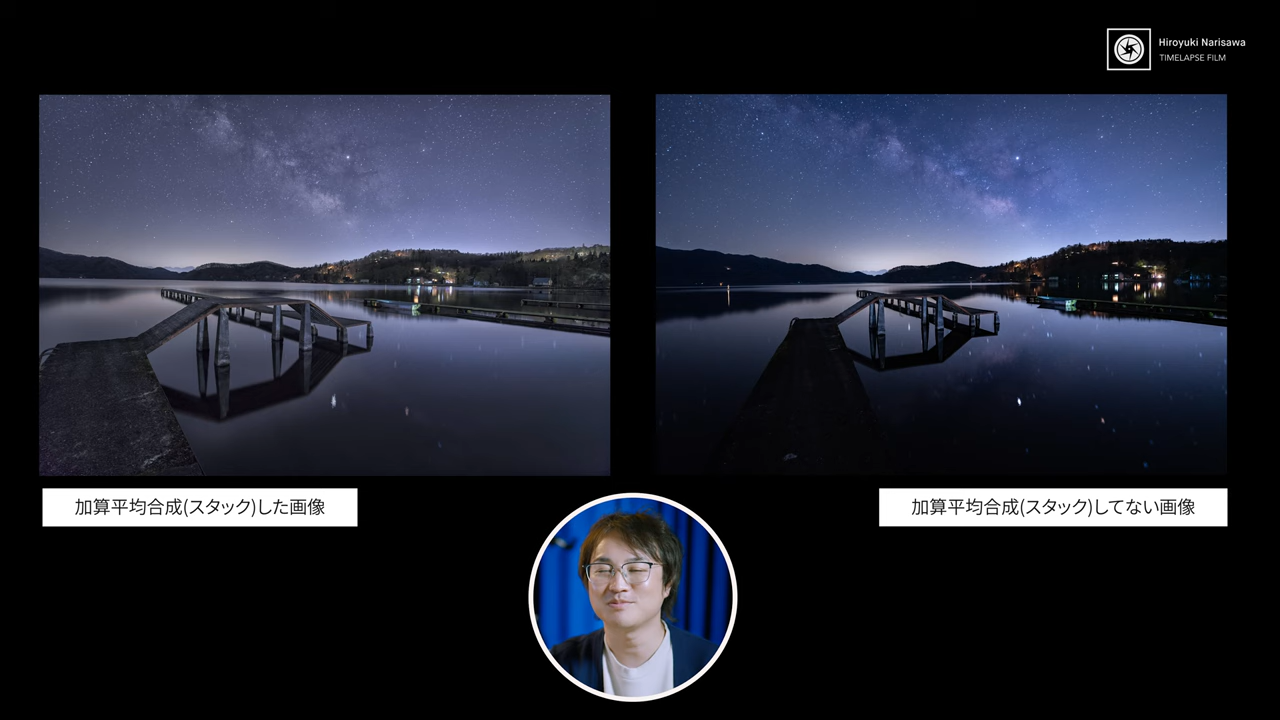 Hiroyuki Narisawa
TIMELAPSE FILM
加算平均合成(スタック)した画像
加算平均合成(スタック)してない画像